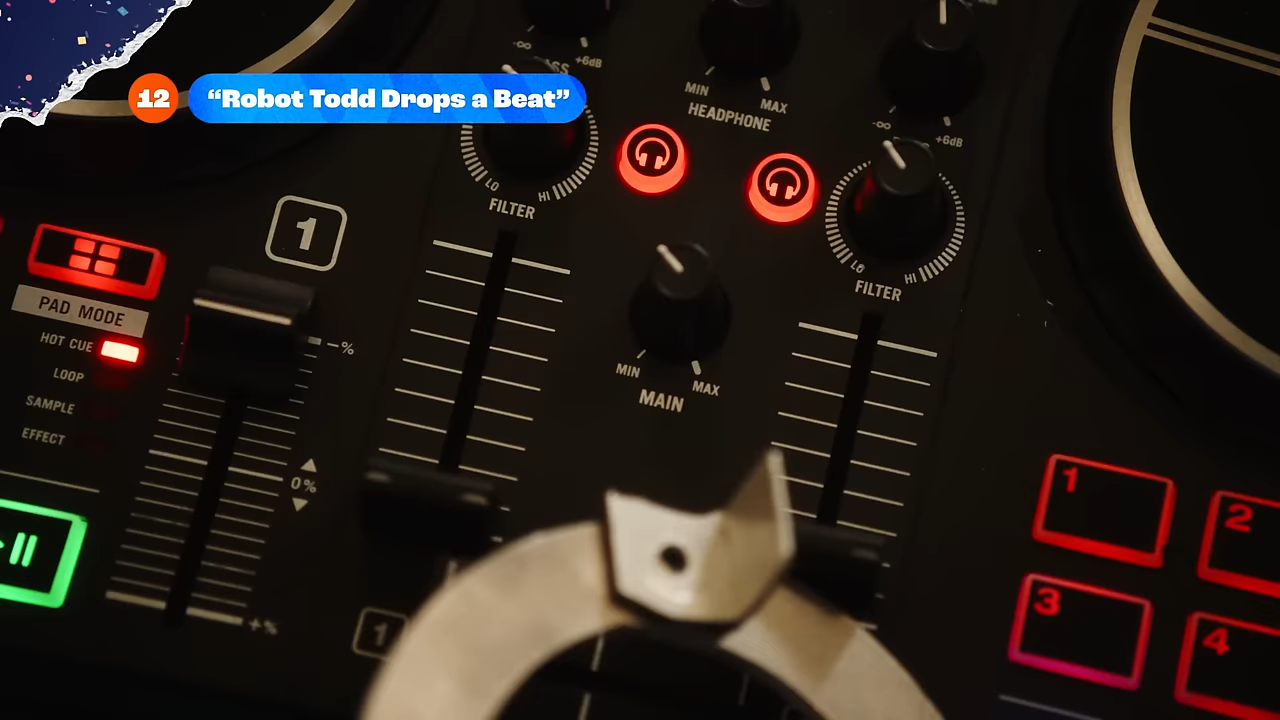 12
“Robot Todd Drops a Beat”
-∞
+6dB
MIN
MAX
HEADPHONE
-∞
+6dB
LO
HI
FILTER
1
PAD MODE
HOT CUE
LOOP
SAMPLE
EFFECT
-%
0%
+%
LO
HI
FILTER
MIN
MAX
MAIN
1
1
2
3
4